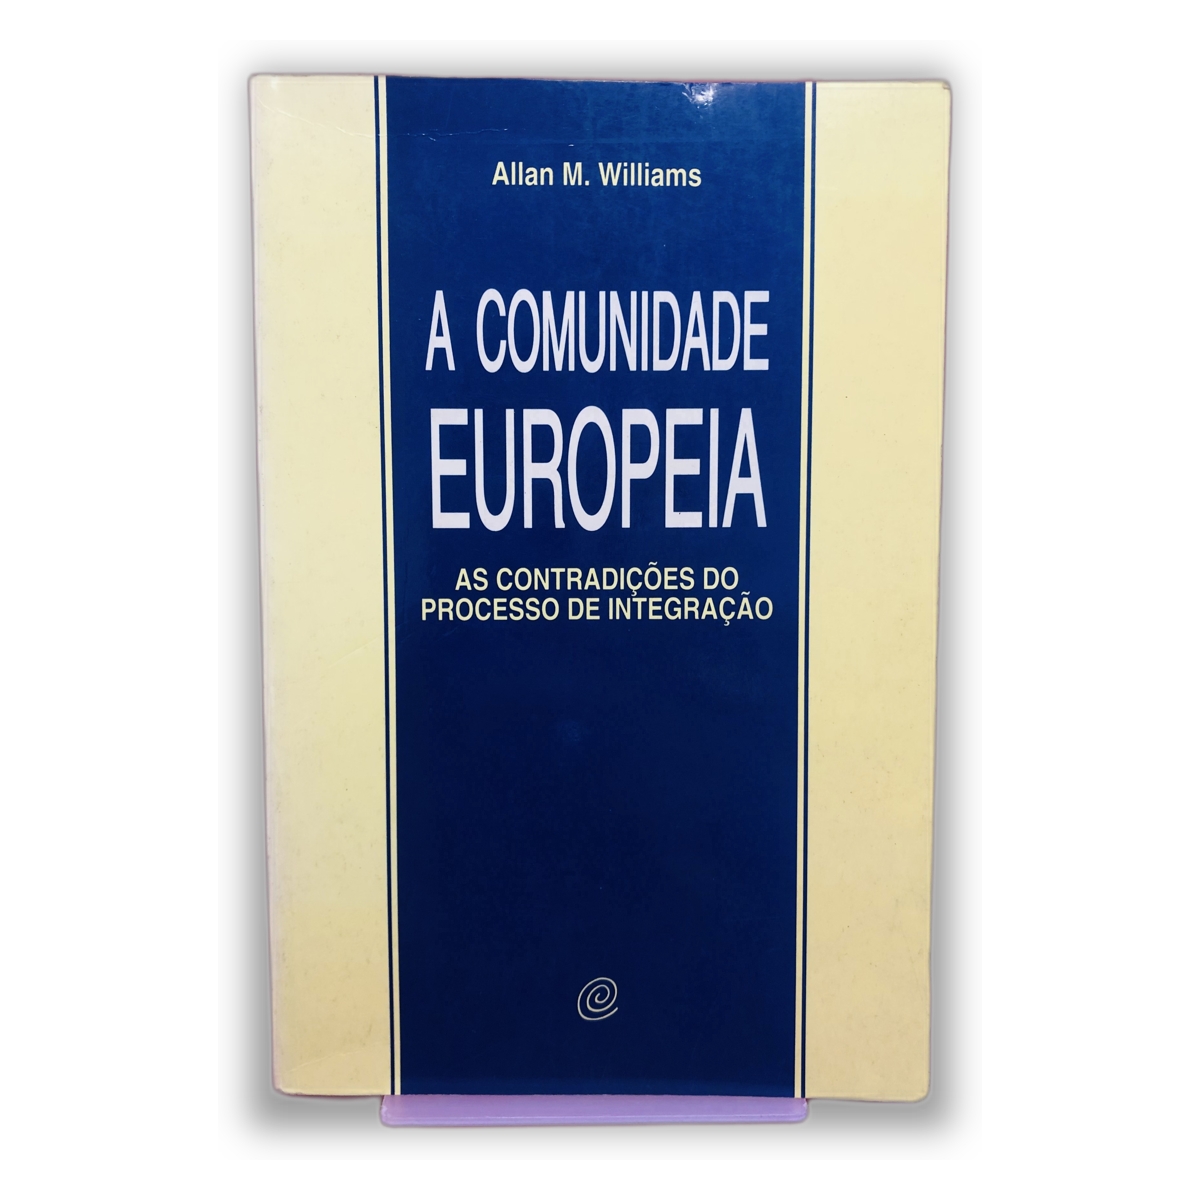 Allan M. Williams
A COMUNIDADE
EUROPEIA
AS CONTRADIÇÕES DO
PROCESSO DE INTEGRAÇÃO